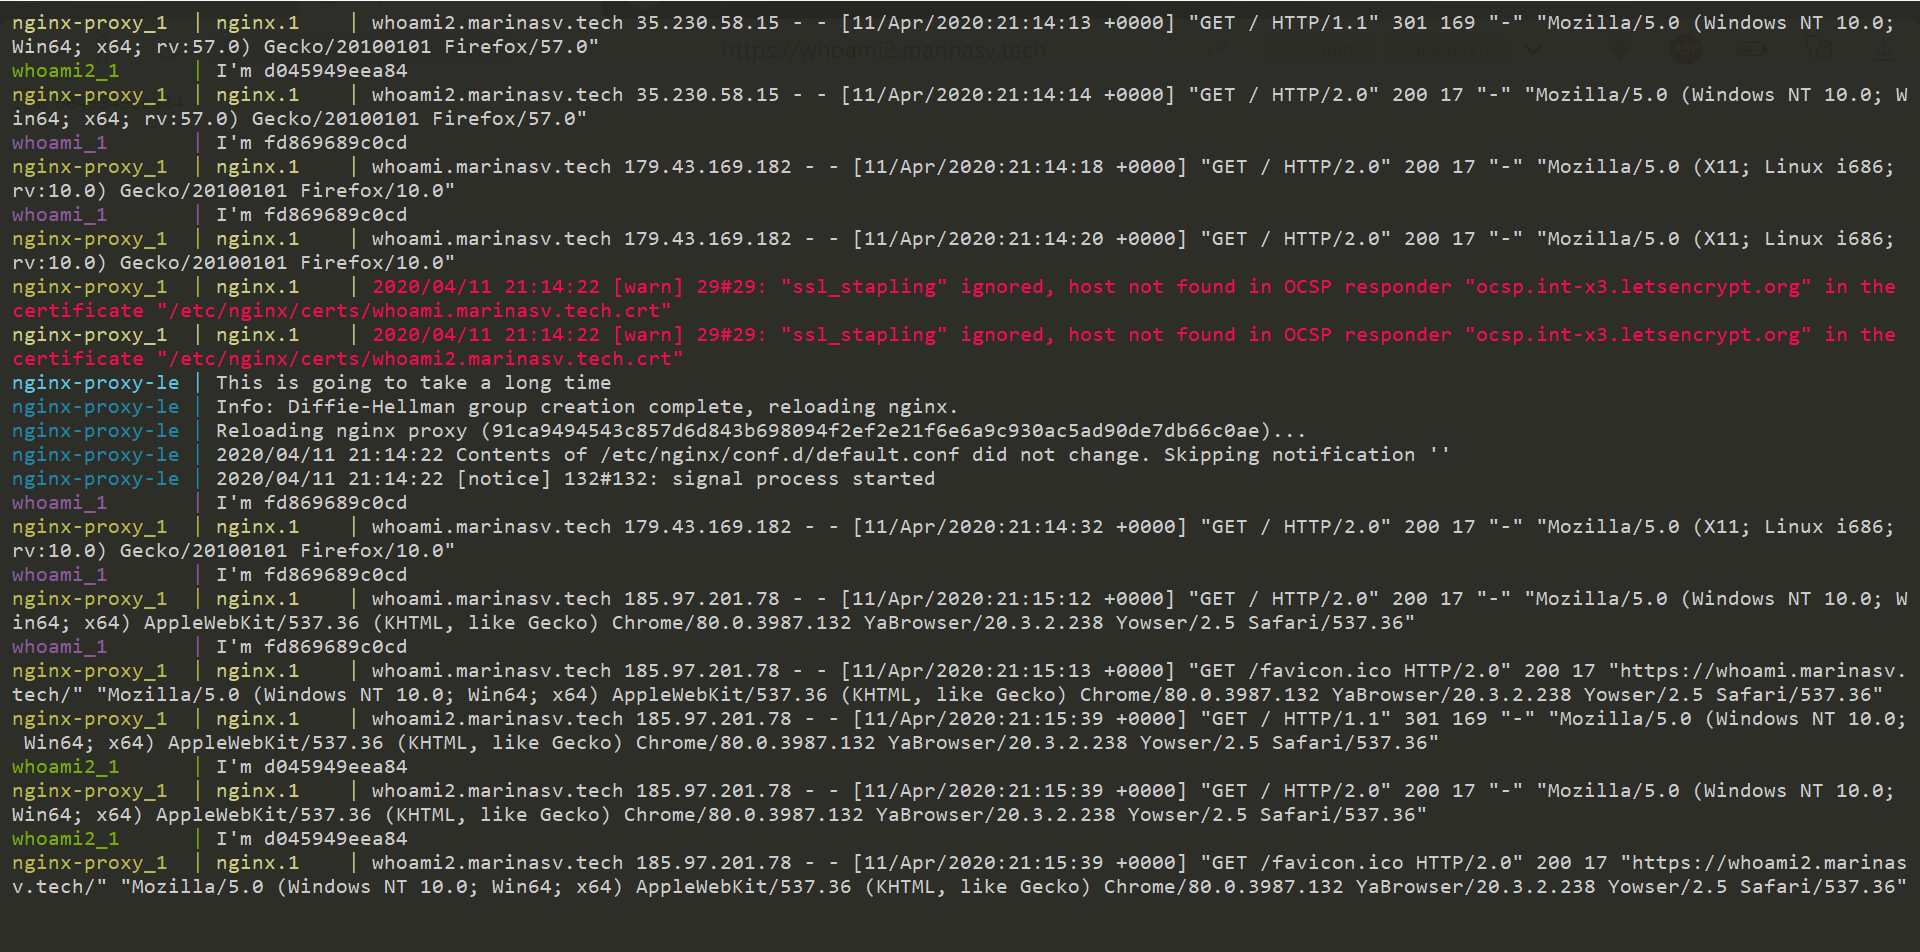 nginx-proxy_1  | nginx.1    | whoami2.marinasv.tech 35.230.58.15 - - [11/Apr/2020:21:14:13 +0000] "GET / HTTP/1.1" 301 169 "-" "Mozilla/5.0 (Windows NT 10.0;
Win64; x64; rv:57.0) Gecko/20100101 Firefox/57.0"
https://whoami2.marinasv.tech
whoami2_1      | I'm d045949eea84
nginx-proxy_1  | nginx.1    | whoami2.marinasv.tech 35.230.58.15 - - [11/Apr/2020:21:14:14 +0000] "GET / HTTP/2.0" 200 17 "-" "Mozilla/5.0 (Windows NT 10.0; W
in64; x64; rv:57.0) Gecko/20100101 Firefox/57.0"
whoami_1       | I'm fd869689c0cd
nginx-proxy_1  | nginx.1    | whoami.marinasv.tech 179.43.169.182 - - [11/Apr/2020:21:14:18 +0000] "GET / HTTP/2.0" 200 17 "-" "Mozilla/5.0 (X11; Linux i686;
rv:10.0) Gecko/20100101 Firefox/10.0"
whoami_1       | I'm fd869689c0cd
nginx-proxy_1  | nginx.1    | whoami.marinasv.tech 179.43.169.182 - - [11/Apr/2020:21:14:20 +0000] "GET / HTTP/2.0" 200 17 "-" "Mozilla/5.0 (X11; Linux i686;
rv:10.0) Gecko/20100101 Firefox/10.0"
nginx-proxy_1  | nginx.1    | 2020/04/11 21:14:22 [warn] 29#29: "ssl_stapling" ignored, host not found in OCSP responder "ocsp.int-x3.letsencrypt.org" in the
certificate "/etc/nginx/certs/whoami.marinasv.tech.crt"
nginx-proxy_1  | nginx.1    | 2020/04/11 21:14:22 [warn] 29#29: "ssl_stapling" ignored, host not found in OCSP responder "ocsp.int-x3.letsencrypt.org" in the
certificate "/etc/nginx/certs/whoami2.marinasv.tech.crt"
nginx-proxy-le | This is going to take a long time
nginx-proxy-le | Info: Diffie-Hellman group creation complete, reloading nginx.
nginx-proxy-le | Reloading nginx proxy (91ca9494543c857d6d843b698094f2ef2e21f6e6a9c930ac5ad90de7db66c0ae)...
nginx-proxy-le | 2020/04/11 21:14:22 Contents of /etc/nginx/conf.d/default.conf did not change. Skipping notification ''
nginx-proxy-le | 2020/04/11 21:14:22 [notice] 132#132: signal process started
whoami_1       | I'm fd869689c0cd
nginx-proxy_1  | nginx.1    | whoami.marinasv.tech 179.43.169.182 - - [11/Apr/2020:21:14:32 +0000] "GET / HTTP/2.0" 200 17 "-" "Mozilla/5.0 (X11; Linux i686;
rv:10.0) Gecko/20100101 Firefox/10.0"
whoami_1       | I'm fd869689c0cd
nginx-proxy_1  | nginx.1    | whoami.marinasv.tech 185.97.201.78 - - [11/Apr/2020:21:15:12 +0000] "GET / HTTP/2.0" 200 17 "-" "Mozilla/5.0 (Windows NT 10.0; W
in64; x64) AppleWebKit/537.36 (KHTML, like Gecko) Chrome/80.0.3987.132 YaBrowser/20.3.2.238 Yowser/2.5 Safari/537.36"
whoami_1       | I'm fd869689c0cd
nginx-proxy_1  | nginx.1    | whoami.marinasv.tech 185.97.201.78 - - [11/Apr/2020:21:15:13 +0000] "GET /favicon.ico HTTP/2.0" 200 17 "https://whoami.marinasv.
tech/" "Mozilla/5.0 (Windows NT 10.0; Win64; x64) AppleWebKit/537.36 (KHTML, like Gecko) Chrome/80.0.3987.132 YaBrowser/20.3.2.238 Yowser/2.5 Safari/537.36"
nginx-proxy_1  | nginx.1    | whoami2.marinasv.tech 185.97.201.78 - - [11/Apr/2020:21:15:39 +0000] "GET / HTTP/1.1" 301 169 "-" "Mozilla/5.0 (Windows NT 10.0;
 Win64; x64) AppleWebKit/537.36 (KHTML, like Gecko) Chrome/80.0.3987.132 YaBrowser/20.3.2.238 Yowser/2.5 Safari/537.36"
whoami2_1      | I'm d045949eea84
nginx-proxy_1  | nginx.1    | whoami2.marinasv.tech 185.97.201.78 - - [11/Apr/2020:21:15:39 +0000] "GET / HTTP/2.0" 200 17 "-" "Mozilla/5.0 (Windows NT 10.0;
Win64; x64) AppleWebKit/537.36 (KHTML, like Gecko) Chrome/80.0.3987.132 YaBrowser/20.3.2.238 Yowser/2.5 Safari/537.36"
whoami2_1      | I'm d045949eea84
nginx-proxy_1  | nginx.1    | whoami2.marinasv.tech 185.97.201.78 - - [11/Apr/2020:21:15:39 +0000] "GET /favicon.ico HTTP/2.0" 200 17 "https://whoami2.marinas
v.tech/" "Mozilla/5.0 (Windows NT 10.0; Win64; x64) AppleWebKit/537.36 (KHTML, like Gecko) Chrome/80.0.3987.132 YaBrowser/20.3.2.238 Yowser/2.5 Safari/537.36"